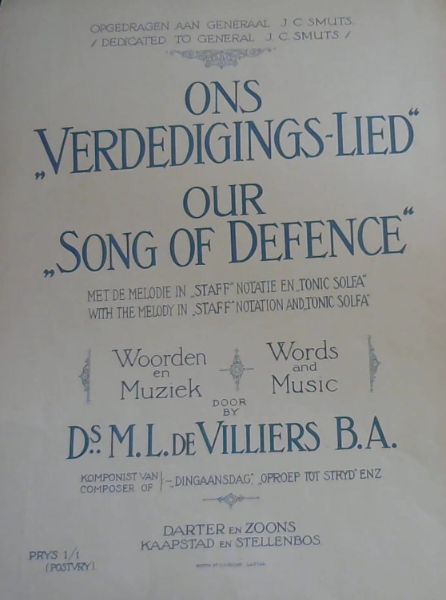 OPGEDRAGEN AAN GENERAAL J. C. SMUTS.
/ DEDICATED TO GENERAL J. C. SMUTS /
ONS
„VERDEDIGINGS-LIED“
OUR
„SONG OF DEFENCE“
MET DE MELODIE IN „STAFF“ NOTATIE EN „TONIC SOLFA“
WITH THE MELODY IN „STAFF“ NOTATION AND „TONIC SOLFA“
Woorden Words
en and
Muziek Music
DOOR
BY
Ds. M. L. DE VILLIERS B.A.
KOMPONIST VAN
COMPOSER OF } — „DINGAANSDAG“, „OPROEP TOT STRYD“ ENZ.
DARTER EN ZOONS
KAAPSTAD EN STELLENBOS.
PRYS 1/1
(POSTVRY)